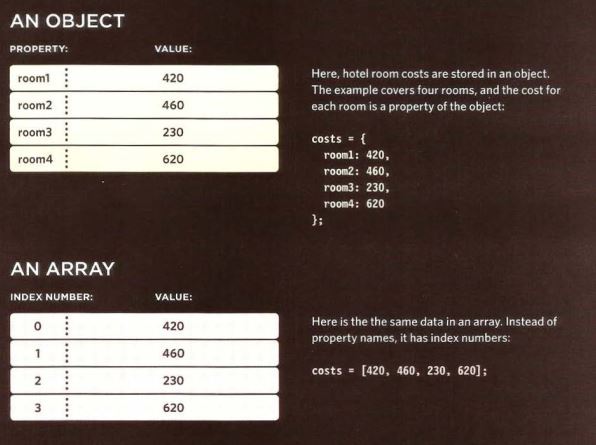 AN OBJECT
PROPERTY: VALUE:
room1 420
room2 460
room3 230
room4 620
Here, hotel room costs are stored in an object.
The example covers four rooms, and the cost for
each room is a property of the object:
costs = {
room1: 420,
room2: 460,
room3: 230,
room4: 620
};
AN ARRAY
INDEX NUMBER: VALUE:
0 420
1 460
2 230
3 620
Here is the the same data in an array. Instead of
property names, it has index numbers:
costs = [420, 460, 230, 620];